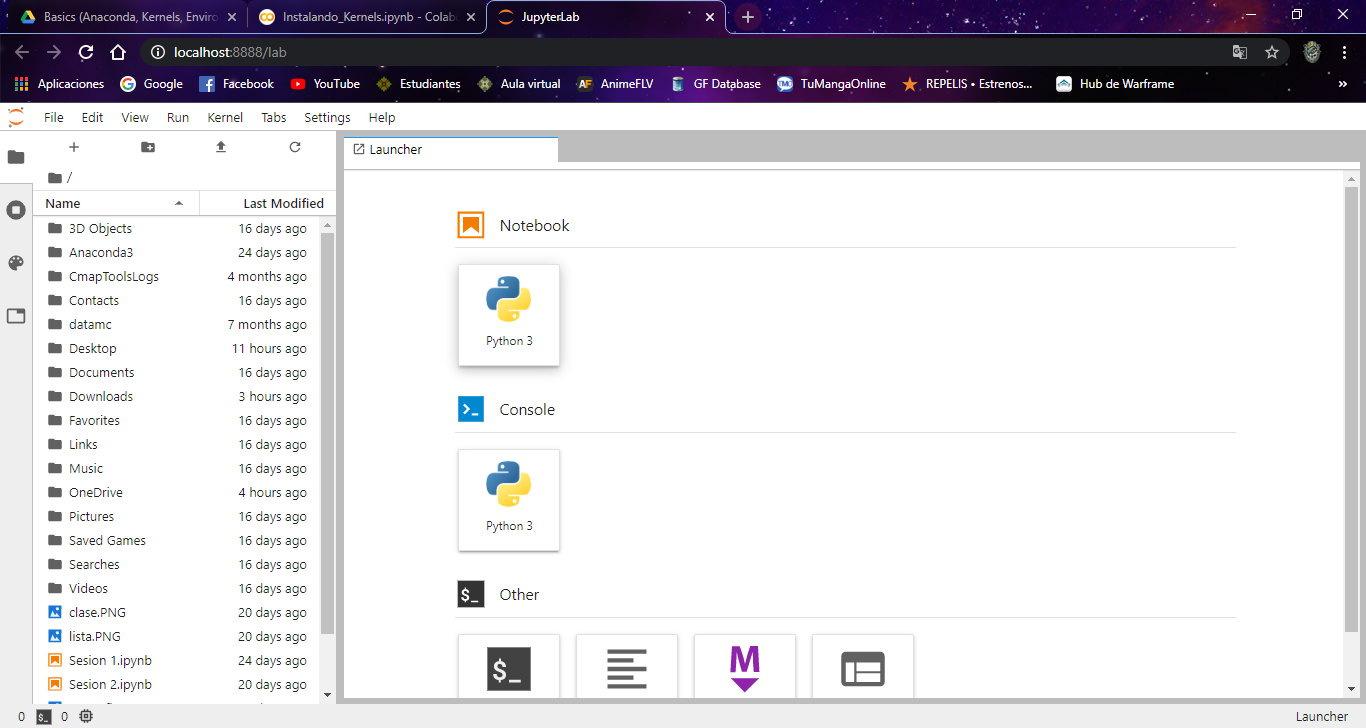 Basics (Anaconda, Kernels, Enviro
Instalando_Kernels.ipynb - Colab
JupyterLab
localhost:8888/lab
Aplicaciones
Google
Facebook
YouTube
Estudiantes
Aula virtual
AF AnimeFLV
GF Database
TMO TuMangaOnline
REPELIS • Estrenos...
Hub de Warframe
»
File Edit View Run Kernel Tabs Settings Help
Launcher
/
Name Last Modified
3D Objects 16 days ago
Anaconda3 24 days ago
CmapToolsLogs 4 months ago
Contacts 16 days ago
datamc 7 months ago
Desktop 11 hours ago
Documents 16 days ago
Downloads 3 hours ago
Favorites 16 days ago
Links 16 days ago
Music 16 days ago
OneDrive 4 hours ago
Pictures 16 days ago
Saved Games 16 days ago
Searches 16 days ago
Videos 16 days ago
clase.PNG 20 days ago
lista.PNG 20 days ago
Sesion 1.ipynb 24 days ago
Sesion 2.ipynb 20 days ago
Notebook
Python 3
Console
Python 3
$_ Other
$_
M
0 $_ 0
Launcher